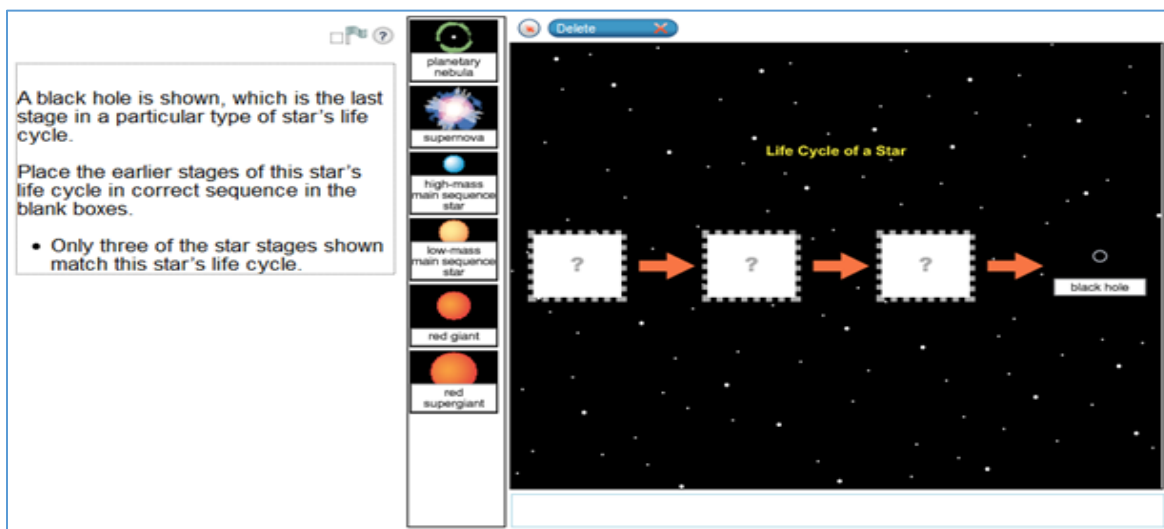 ?
A black hole is shown, which is the last
stage in a particular type of star's life
cycle.
Place the earlier stages of this star's
life cycle in correct sequence in the
blank boxes.
• Only three of the star stages shown
match this star's life cycle.
planetary
nebula
supernova
high-mass
main sequence
star
low-mass
main sequence
star
red giant
red
supergiant
Delete
Life Cycle of a Star
?
?
?
black hole